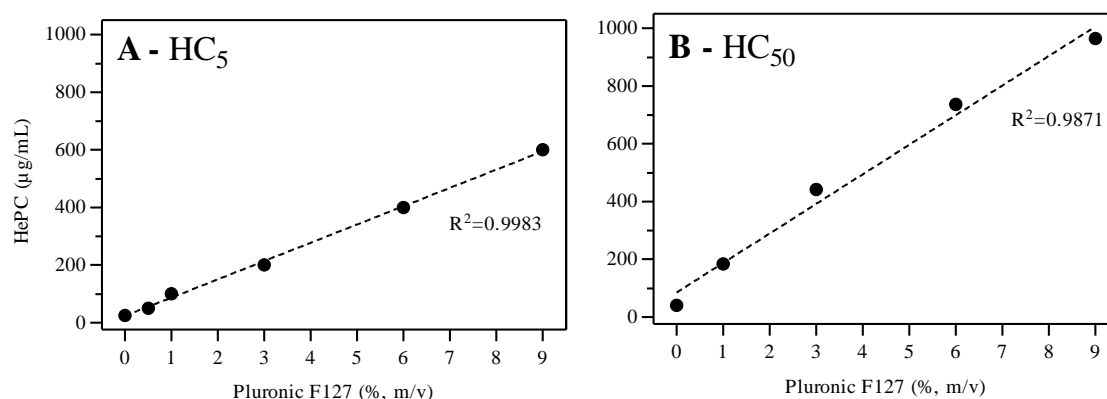 A - HC5
1000
800
600
400
200
0
HePC (µg/mL)
R2=0.9983
0 1 2 3 4 5 6 7 8 9
Pluronic F127 (%, m/v)
B - HC50
1000
800
600
400
200
0
R2=0.9871
0 1 2 3 4 5 6 7 8 9
Pluronic F127 (%, m/v)